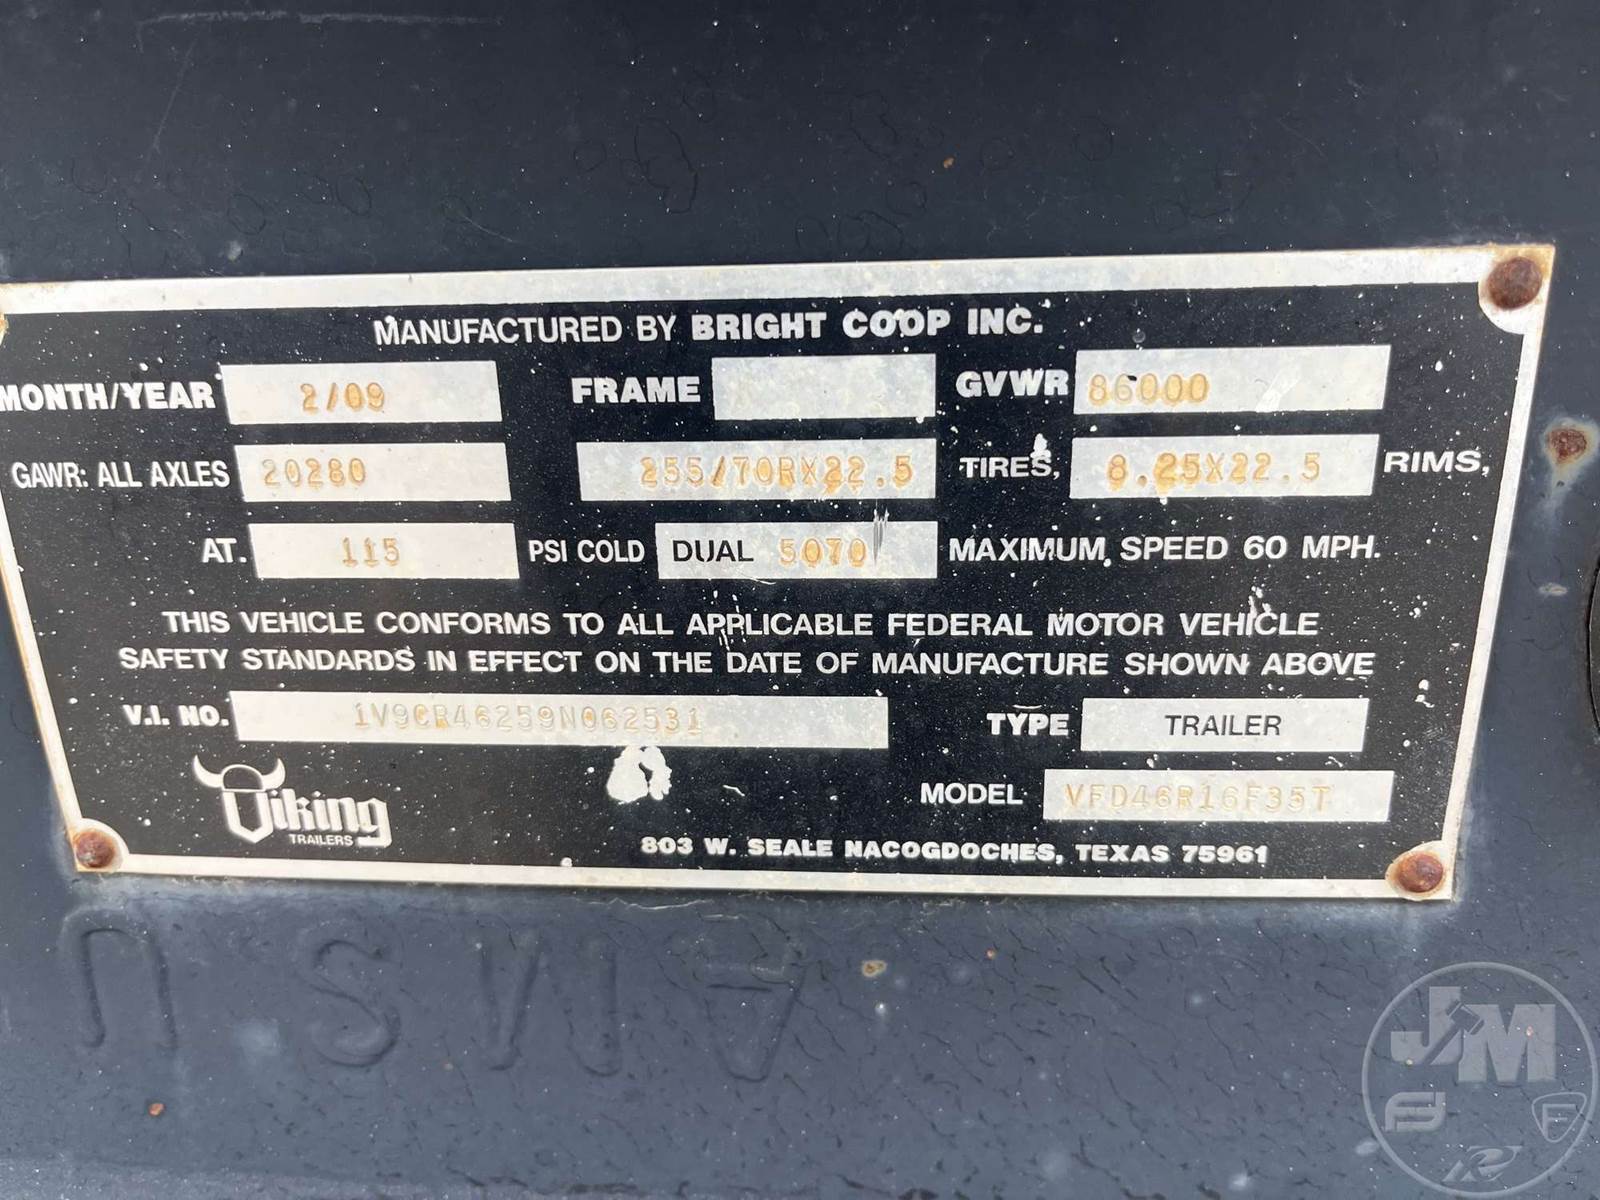 MANUFACTURED BY BRIGHT COOP INC.
MONTH/YEAR 2/09 FRAME GVWR 86000
GAWR: ALL AXLES 20280 255/70RX22.5 TIRES, 8.25X22.5 RIMS,
AT. 115 PSI COLD DUAL 5070 MAXIMUM SPEED 60 MPH.
THIS VEHICLE CONFORMS TO ALL APPLICABLE FEDERAL MOTOR VEHICLE
SAFETY STANDARDS IN EFFECT ON THE DATE OF MANUFACTURE SHOWN ABOVE
V.I. NO. 1V9CR46259N062531 TYPE TRAILER
Viking TRAILERS
MODEL VFD46R16F35T
803 W. SEALE NACOGDOCHES, TEXAS 75961
JM